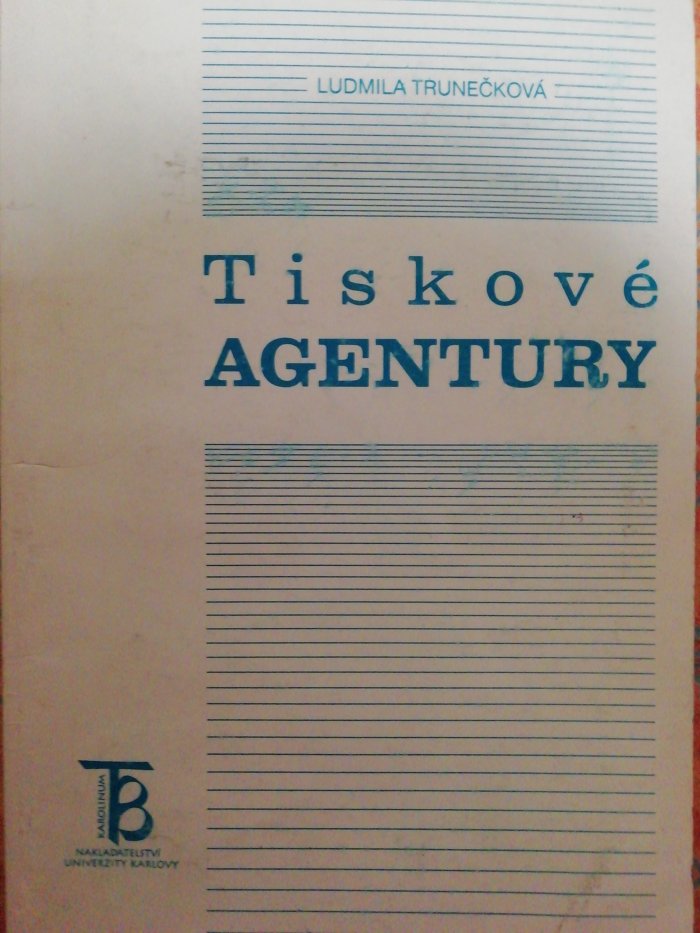 LUDMILA TRUNEČKOVÁ
Tiskové
AGENTURY
KAROLINUM
NAKLADATELSTVÍ
UNIVERZITY KARLOVY